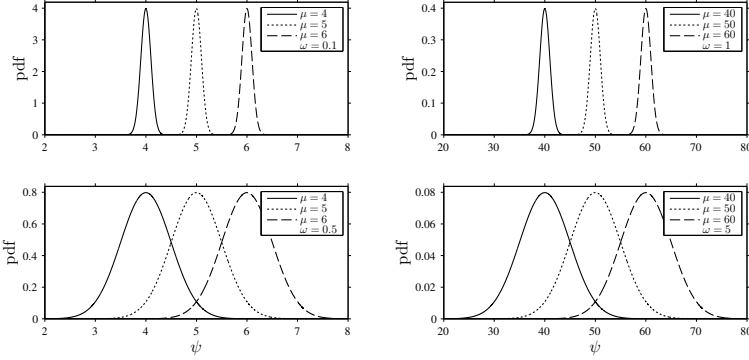 pdf
4
3
2
1
0
2 3 4 5 6 7 8
μ = 4
μ = 5
μ = 6
ω = 0.1
pdf
0.4
0.3
0.2
0.1
0
20 30 40 50 60 70 80
μ = 40
μ = 50
μ = 60
ω = 1
pdf
0.8
0.6
0.4
0.2
0
2 3 4 5 6 7 8
ψ
μ = 4
μ = 5
μ = 6
ω = 0.5
pdf
0.08
0.06
0.04
0.02
0
20 30 40 50 60 70 80
ψ
μ = 40
μ = 50
μ = 60
ω = 5